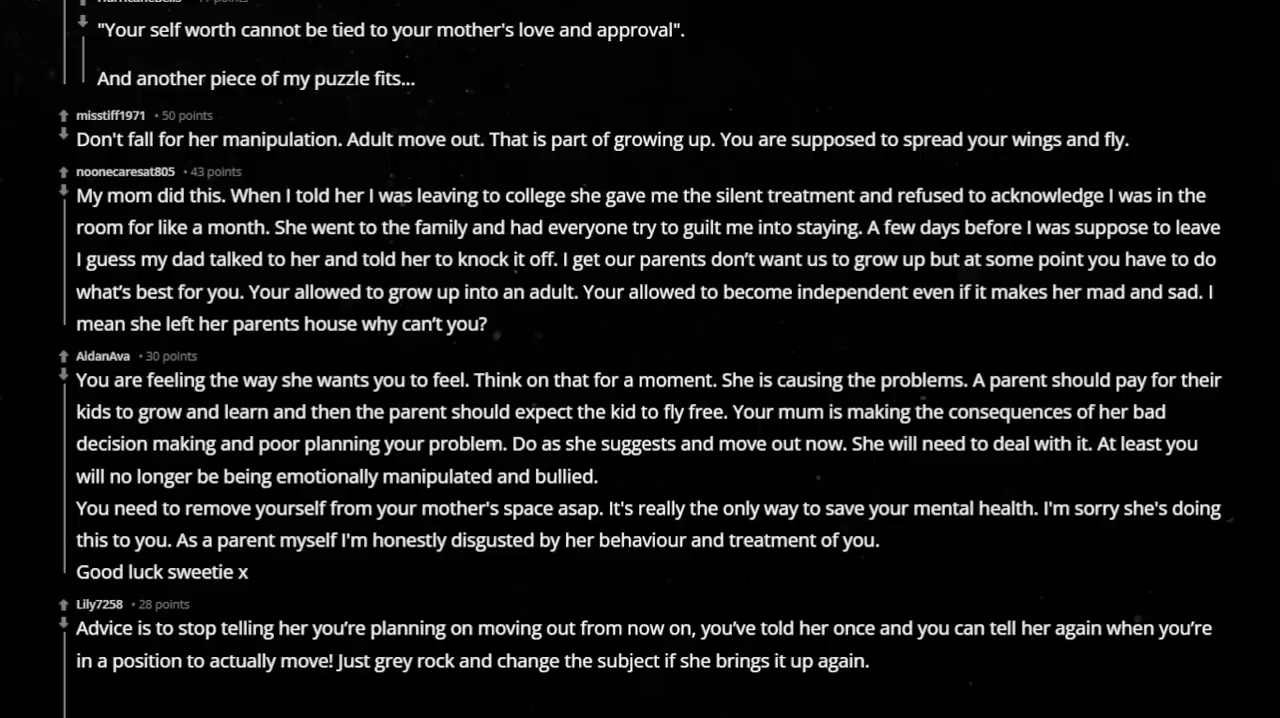 "Your self worth cannot be tied to your mother's love and approval".
And another piece of my puzzle fits...
misstiff1971 • 50 points
Don't fall for her manipulation. Adult move out. That is part of growing up. You are supposed to spread your wings and fly.
noonecaresat805 • 43 points
My mom did this. When I told her I was leaving to college she gave me the silent treatment and refused to acknowledge I was in the
room for like a month. She went to the family and had everyone try to guilt me into staying. A few days before I was suppose to leave
I guess my dad talked to her and told her to knock it off. I get our parents don’t want us to grow up but at some point you have to do
what’s best for you. Your allowed to grow up into an adult. Your allowed to become independent even if it makes her mad and sad. I
mean she left her parents house why can’t you?
AidanAva • 30 points
You are feeling the way she wants you to feel. Think on that for a moment. She is causing the problems. A parent should pay for their
kids to grow and learn and then the parent should expect the kid to fly free. Your mum is making the consequences of her bad
decision making and poor planning your problem. Do as she suggests and move out now. She will need to deal with it. At least you
will no longer be being emotionally manipulated and bullied.
You need to remove yourself from your mother's space asap. It's really the only way to save your mental health. I'm sorry she's doing
this to you. As a parent myself I'm honestly disgusted by her behaviour and treatment of you.
Good luck sweetie x
Lily7258 • 28 points
Advice is to stop telling her you’re planning on moving out from now on, you’ve told her once and you can tell her again when you’re
in a position to actually move! Just grey rock and change the subject if she brings it up again.